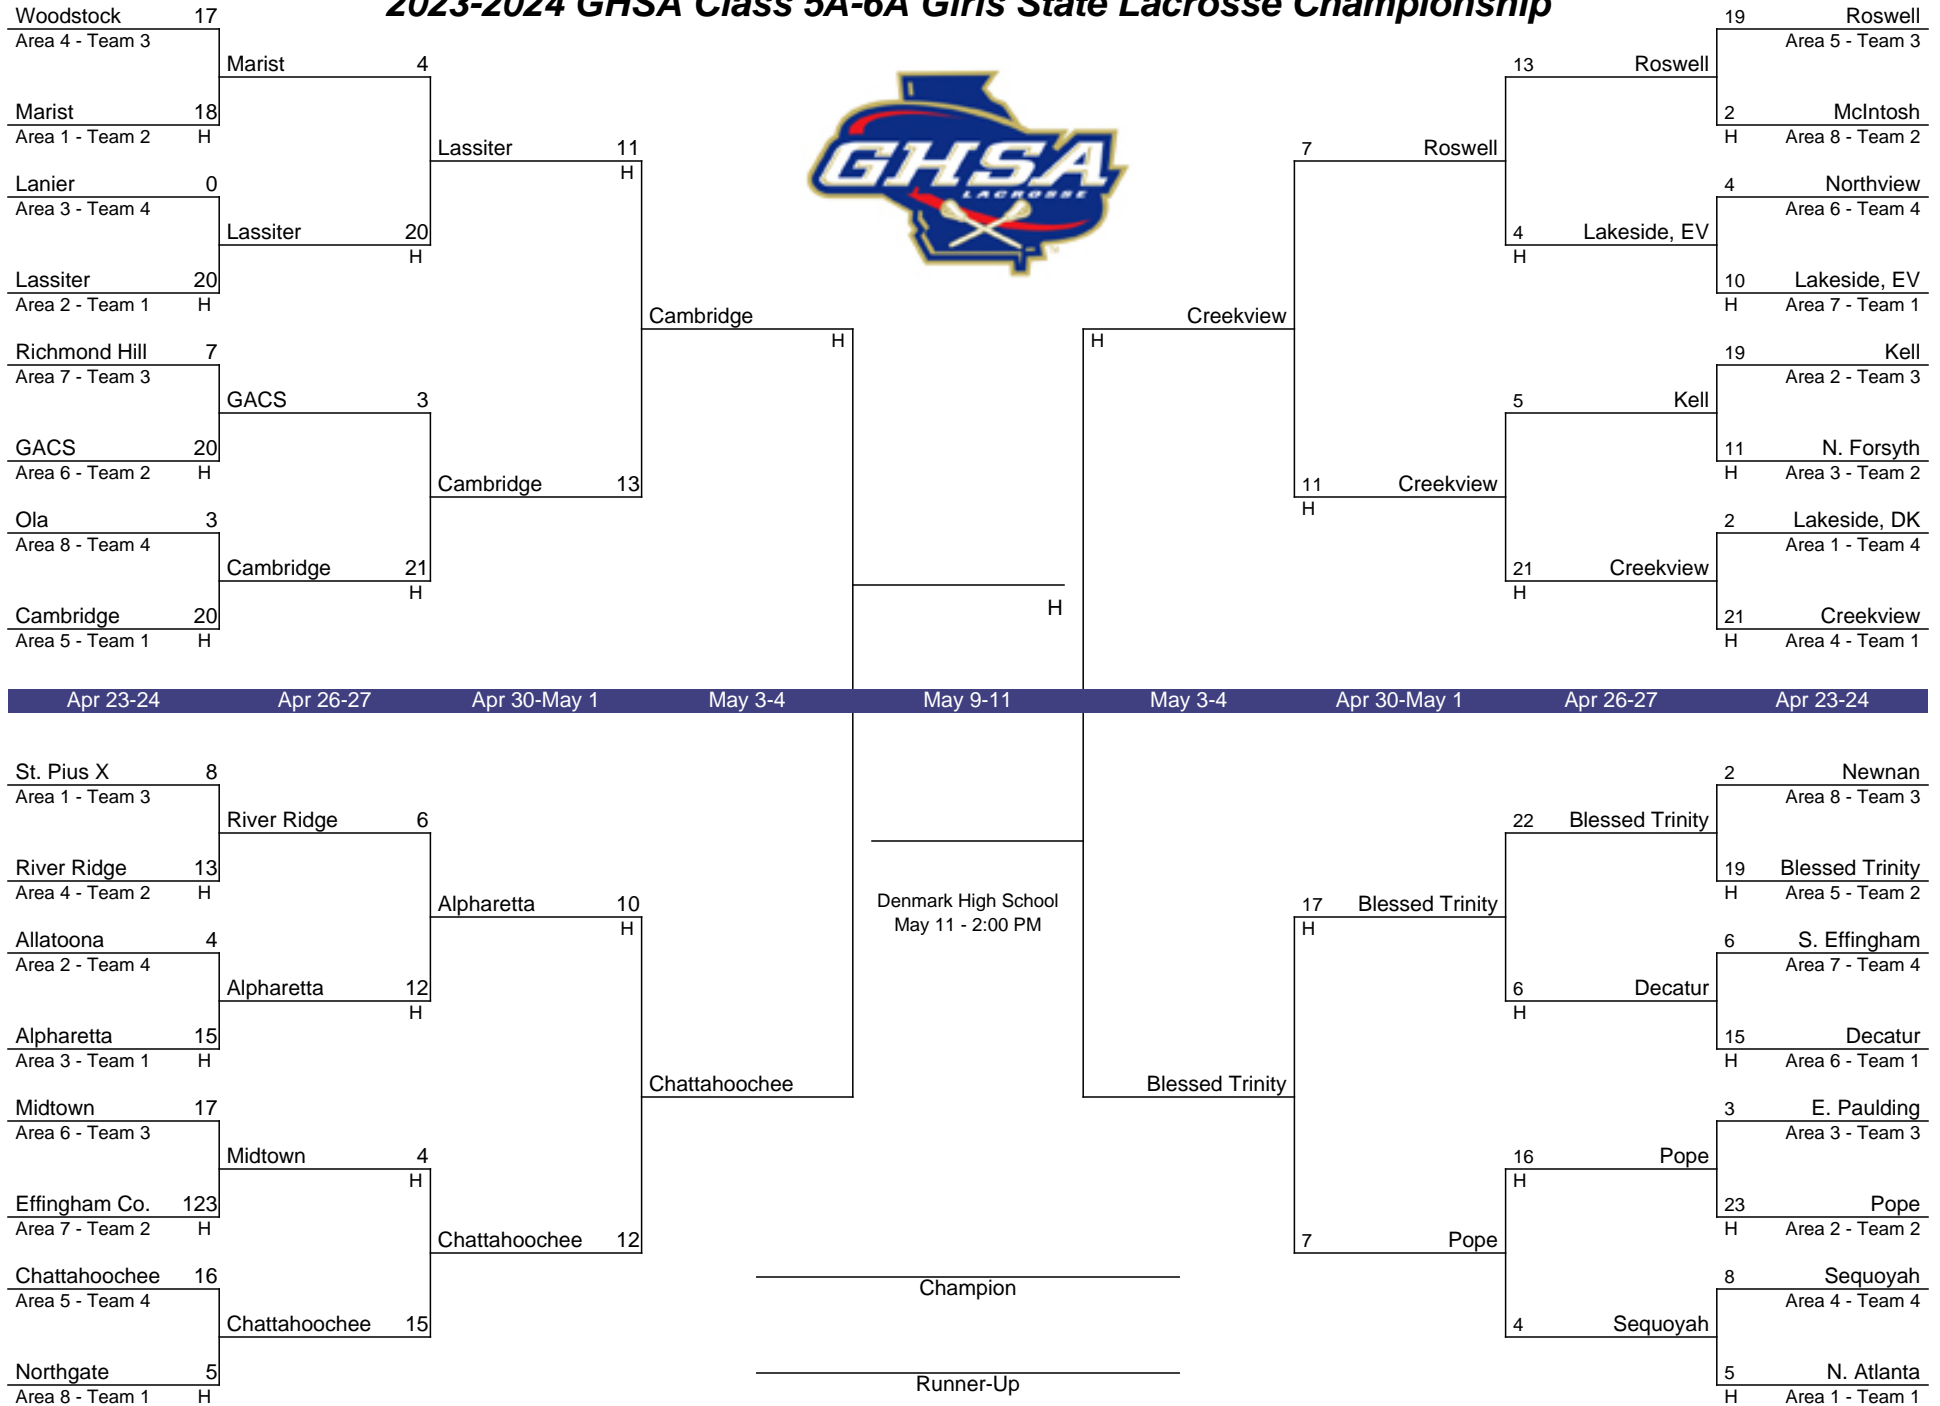 2023-2024 GHSA Class 5A-6A Girls State Lacrosse Championship
GHSA
LACROSSE
Woodstock 17
Area 4 - Team 3
Marist 18
Area 1 - Team 2 H
Lanier 0
Area 3 - Team 4
Lassiter 20
Area 2 - Team 1 H
Richmond Hill 7
Area 7 - Team 3
GACS 20
Area 6 - Team 2 H
Ola 3
Area 8 - Team 4
Cambridge 20
Area 5 - Team 1 H
Marist 4
Lassiter 20
H
GACS 3
Cambridge 21
H
Lassiter 11
H
Cambridge 13
Cambridge
H
H
Creekview
H
7 Roswell
11 Creekview
H
13 Roswell
4 Lakeside, EV
H
5 Kell
21 Creekview
H
19 Roswell
Area 5 - Team 3
2 McIntosh
H Area 8 - Team 2
4 Northview
Area 6 - Team 4
10 Lakeside, EV
H Area 7 - Team 1
19 Kell
Area 2 - Team 3
11 N. Forsyth
H Area 3 - Team 2
2 Lakeside, DK
Area 1 - Team 4
21 Creekview
H Area 4 - Team 1
Apr 23-24 Apr 26-27 Apr 30-May 1 May 3-4 May 9-11 May 3-4 Apr 30-May 1 Apr 26-27 Apr 23-24
St. Pius X 8
Area 1 - Team 3
River Ridge 13
Area 4 - Team 2 H
Allatoona 4
Area 2 - Team 4
Alpharetta 15
Area 3 - Team 1 H
Midtown 17
Area 6 - Team 3
Effingham Co. 123
Area 7 - Team 2 H
Chattahoochee 16
Area 5 - Team 4
Northgate 5
Area 8 - Team 1 H
River Ridge 6
Alpharetta 12
H
Midtown 4
H
Chattahoochee 15
Alpharetta 10
H
Chattahoochee 12
Chattahoochee
Denmark High School
May 11 - 2:00 PM
Champion
Runner-Up
Blessed Trinity
17 Blessed Trinity
H
7 Pope
22 Blessed Trinity
6 Decatur
H
16 Pope
H
4 Sequoyah
2 Newnan
Area 8 - Team 3
19 Blessed Trinity
H Area 5 - Team 2
6 S. Effingham
Area 7 - Team 4
15 Decatur
H Area 6 - Team 1
3 E. Paulding
Area 3 - Team 3
23 Pope
H Area 2 - Team 2
8 Sequoyah
Area 4 - Team 4
5 N. Atlanta
H Area 1 - Team 1